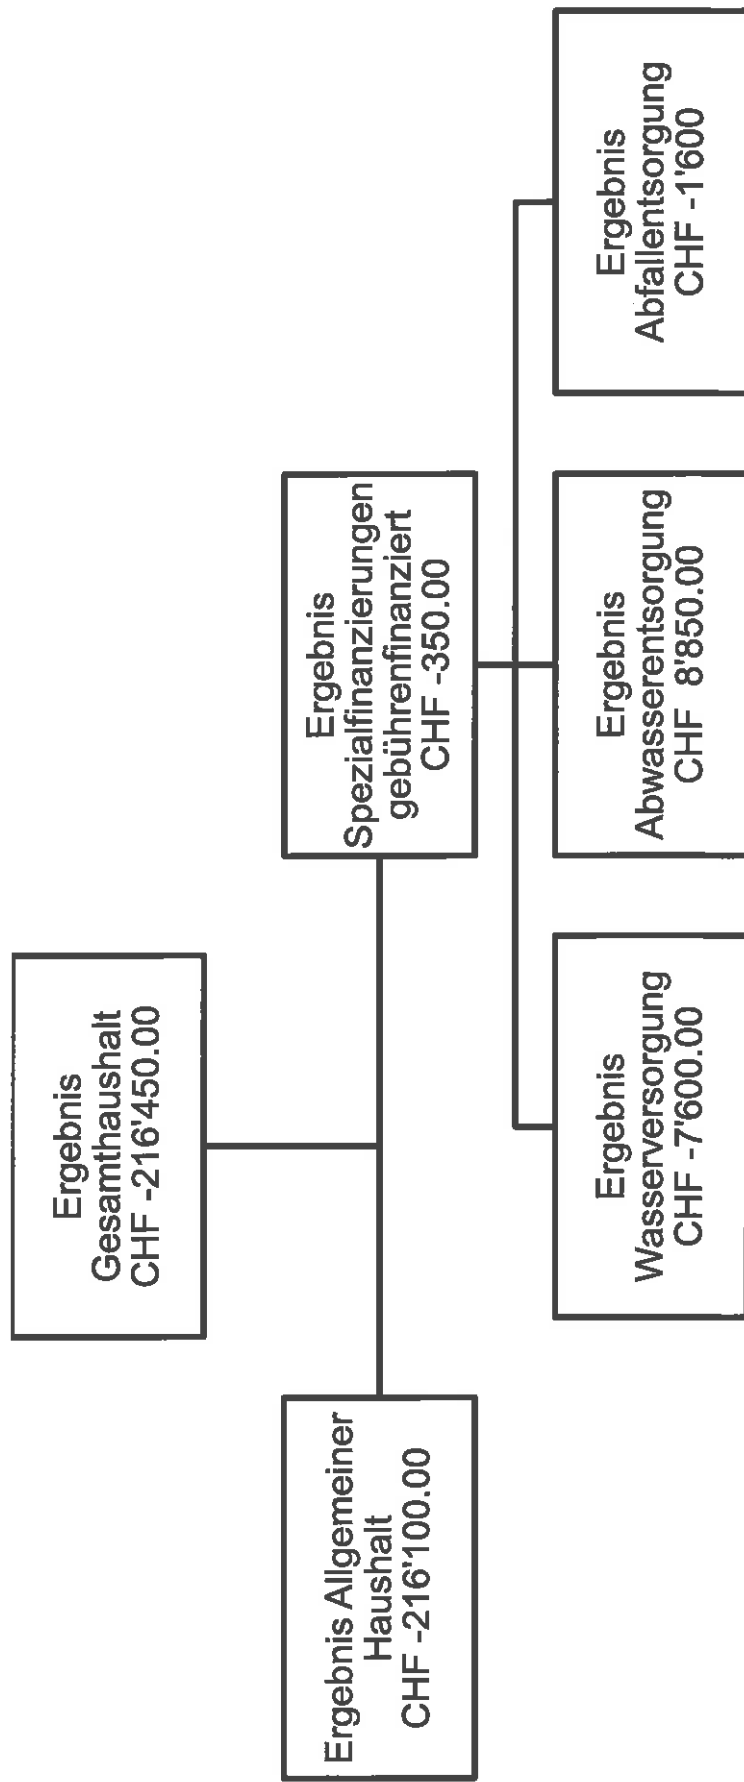 Ergebnis
Gesamthaushalt
CHF -216'450.00
Ergebnis Allgemeiner
Haushalt
CHF -216'100.00
Ergebnis
Spezialfinanzierungen
gebührenfinanziert
CHF -350.00
Ergebnis
Wasserversorgung
CHF -7'600.00
Ergebnis
Abwasserentsorgung
CHF 8'850.00
Ergebnis
Abfallentsorgung
CHF -1'600